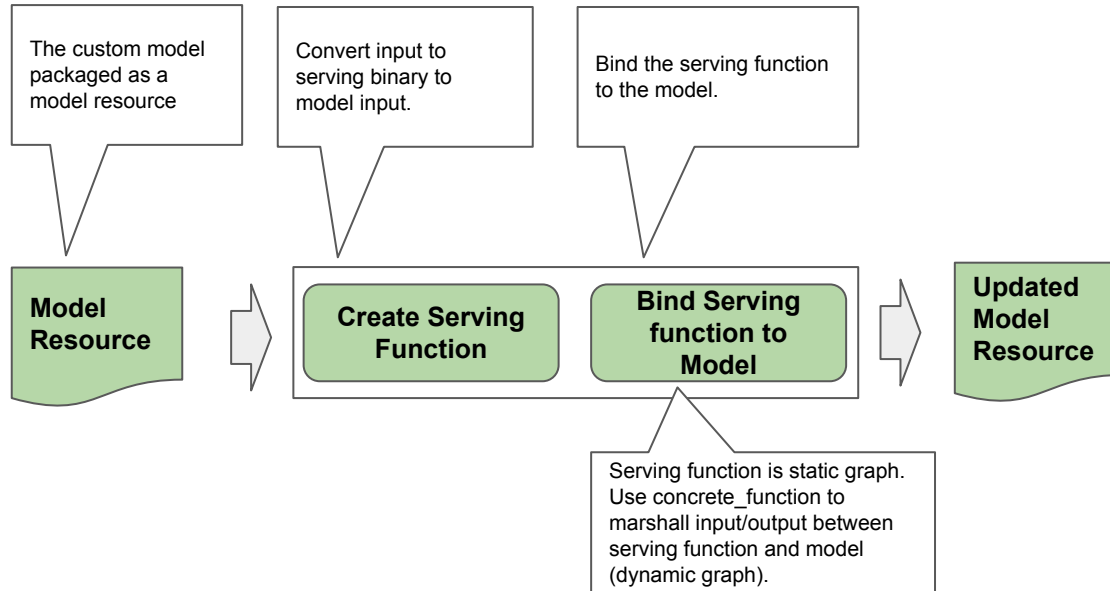 The custom model
packaged as a
model resource
Convert input to
serving binary to
model input.
Bind the serving function
to the model.
Model
Resource
Create Serving
Function
Bind Serving
function to
Model
Updated
Model
Resource
Serving function is static graph.
Use concrete_function to
marshall input/output between
serving function and model
(dynamic graph).